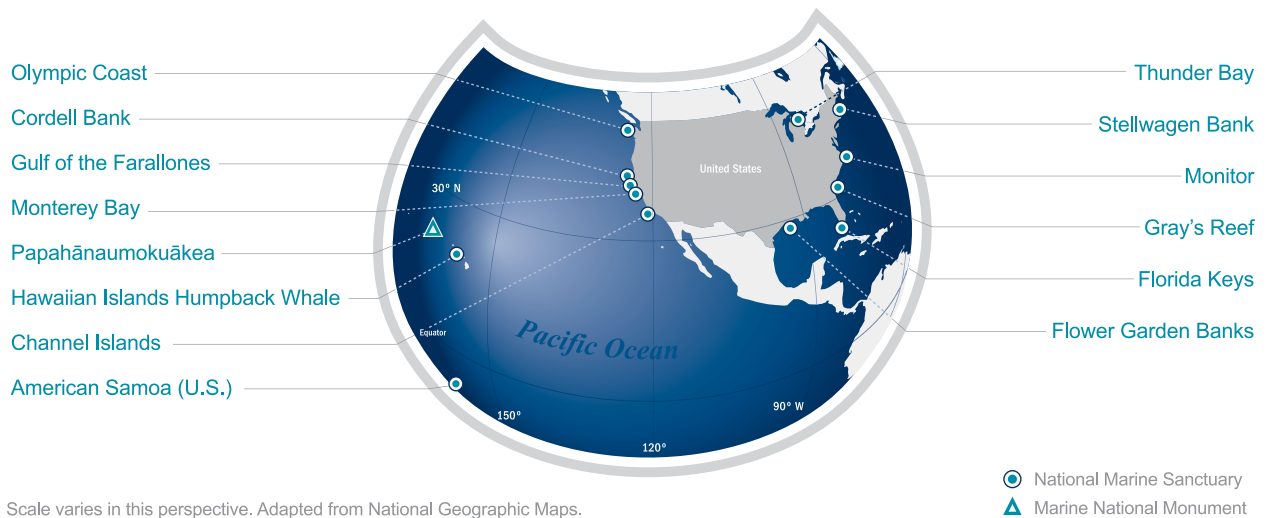 Olympic Coast
Cordell Bank
Gulf of the Farallones
Monterey Bay
Papahānaumokuākea
Hawaiian Islands Humpback Whale
Channel Islands
American Samoa (U.S.)
30° N
Equator
United States
Pacific Ocean
150°
120°
90° W
Thunder Bay
Stellwagen Bank
Monitor
Gray's Reef
Florida Keys
Flower Garden Banks
National Marine Sanctuary
Marine National Monument
Scale varies in this perspective. Adapted from National Geographic Maps.